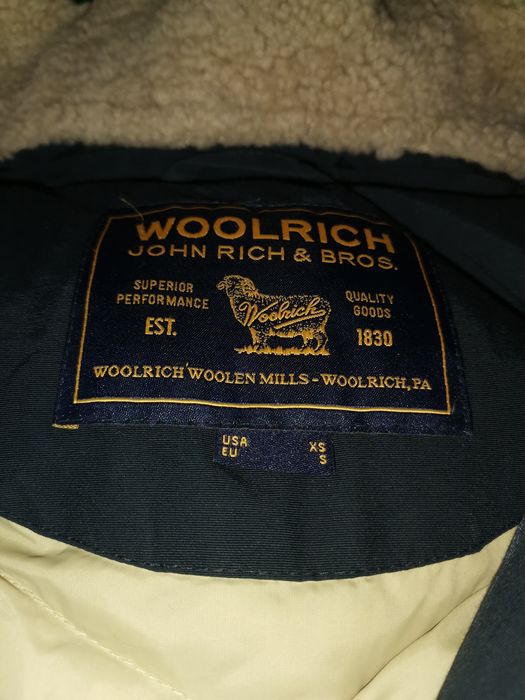 WOOLRICH
JOHN RICH & BROS.
SUPERIOR
PERFORMANCE
EST.
Woolrich
QUALITY
GOODS
1830
WOOLRICH WOOLEN MILLS - WOOLRICH, PA
USA XS
EU S